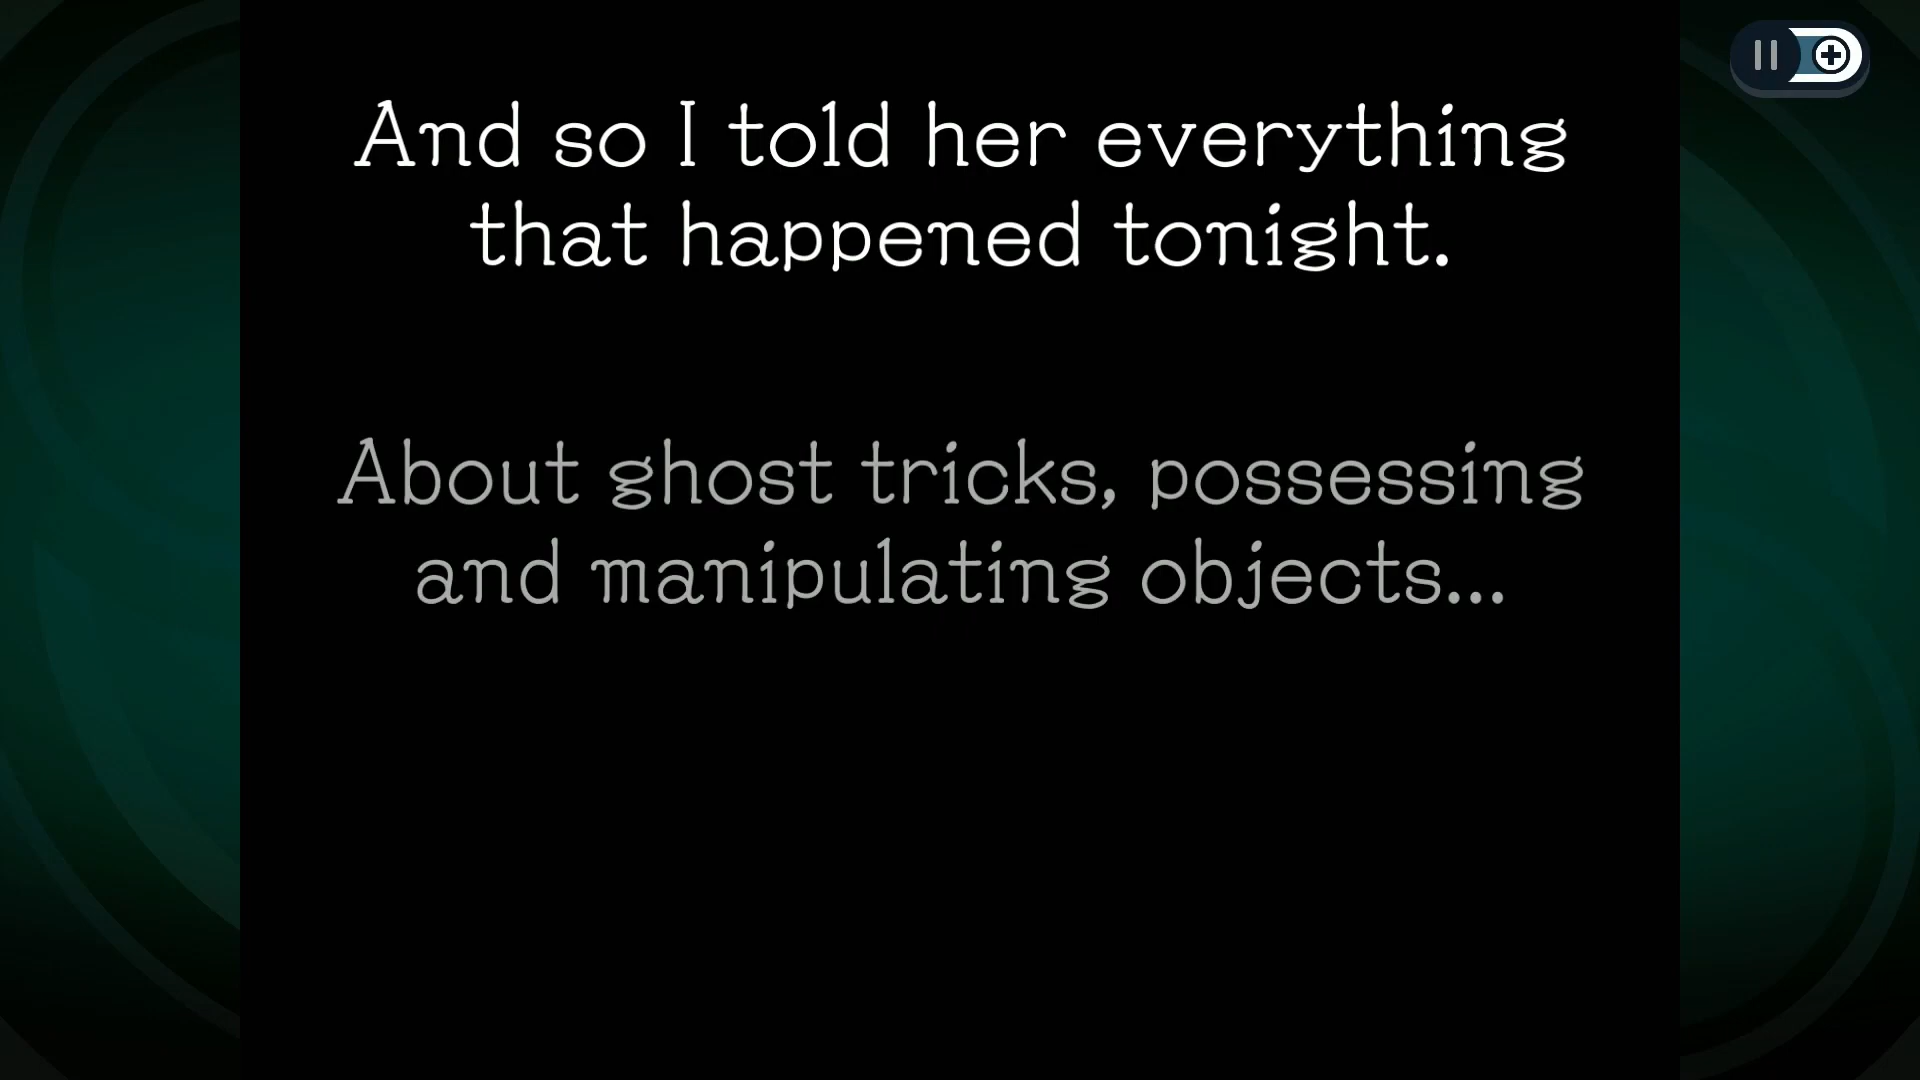 And so I told her everything
that happened tonight.
About ghost tricks, possessing
and manipulating objects...